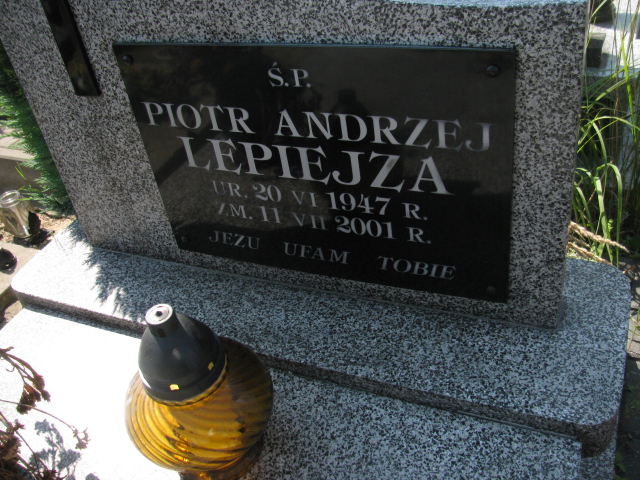 Ś.P.
PIOTR ANDRZEJ
LEPIEJZA
UR. 20 VI 1947 R.
ZM. 11 VII 2001 R.
JEZU UFAM TOBIE